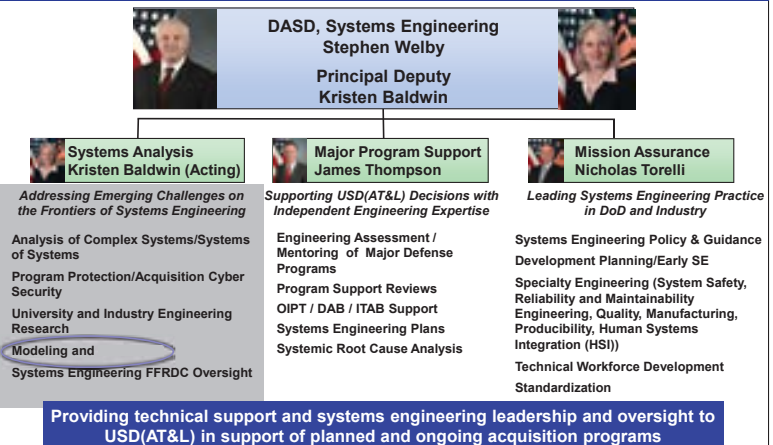 DASD, Systems Engineering
Stephen Welby
Principal Deputy
Kristen Baldwin
Systems Analysis
Kristen Baldwin (Acting)
Addressing Emerging Challenges on
the Frontiers of Systems Engineering
Analysis of Complex Systems/Systems
of Systems
Program Protection/Acquisition Cyber
Security
University and Industry Engineering
Research
Modeling and
Systems Engineering FFRDC Oversight
Major Program Support
James Thompson
Supporting USD(AT&L) Decisions with
Independent Engineering Expertise
Engineering Assessment /
Mentoring of Major Defense
Programs
Program Support Reviews
OIPT / DAB / ITAB Support
Systems Engineering Plans
Systemic Root Cause Analysis
Mission Assurance
Nicholas Torelli
Leading Systems Engineering Practice
in DoD and Industry
Systems Engineering Policy & Guidance
Development Planning/Early SE
Specialty Engineering (System Safety,
Reliability and Maintainability
Engineering, Quality, Manufacturing,
Producibility, Human Systems
Integration (HSI))
Technical Workforce Development
Standardization
Providing technical support and systems engineering leadership and oversight to
USD(AT&L) in support of planned and ongoing acquisition programs